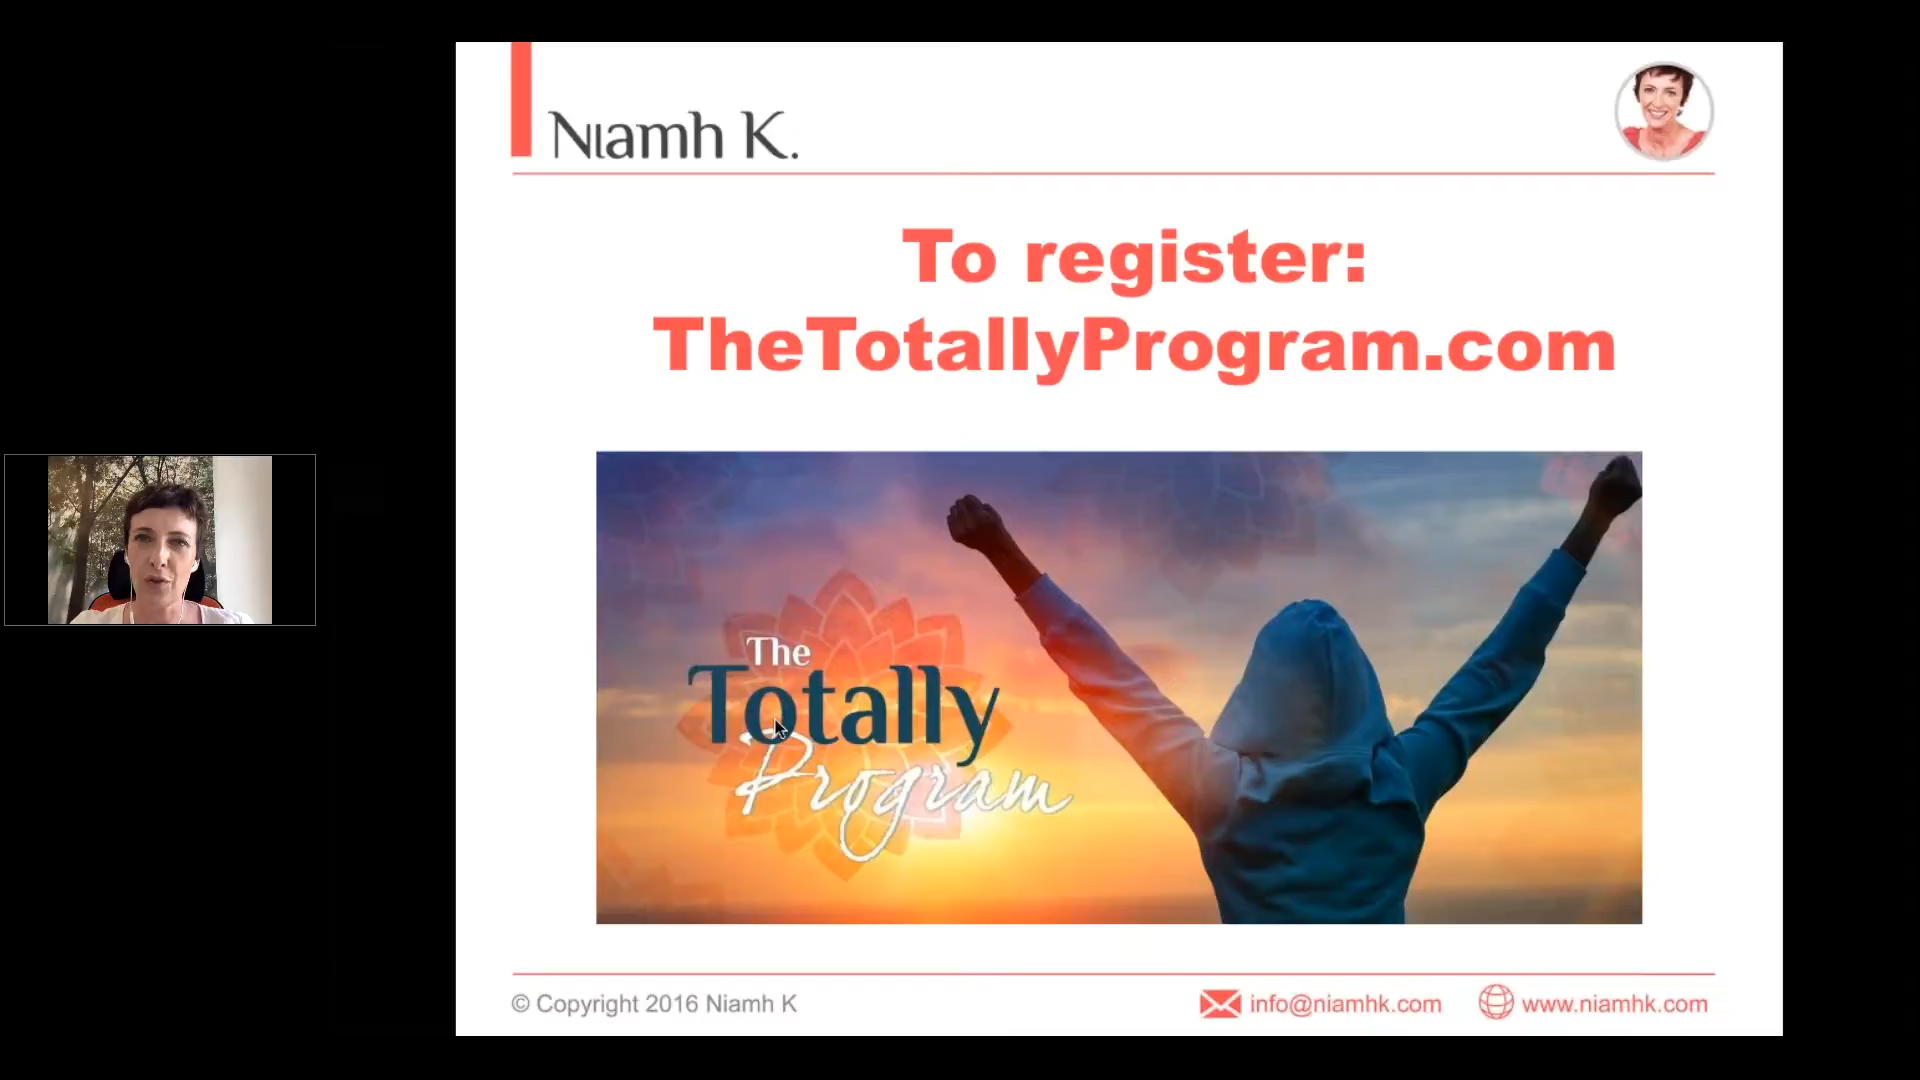 Niamh K.
To register:
TheTotallyProgram.com
The
Totally
Program
© Copyright 2016 Niamh K
info@niamhk.com
www.niamhk.com